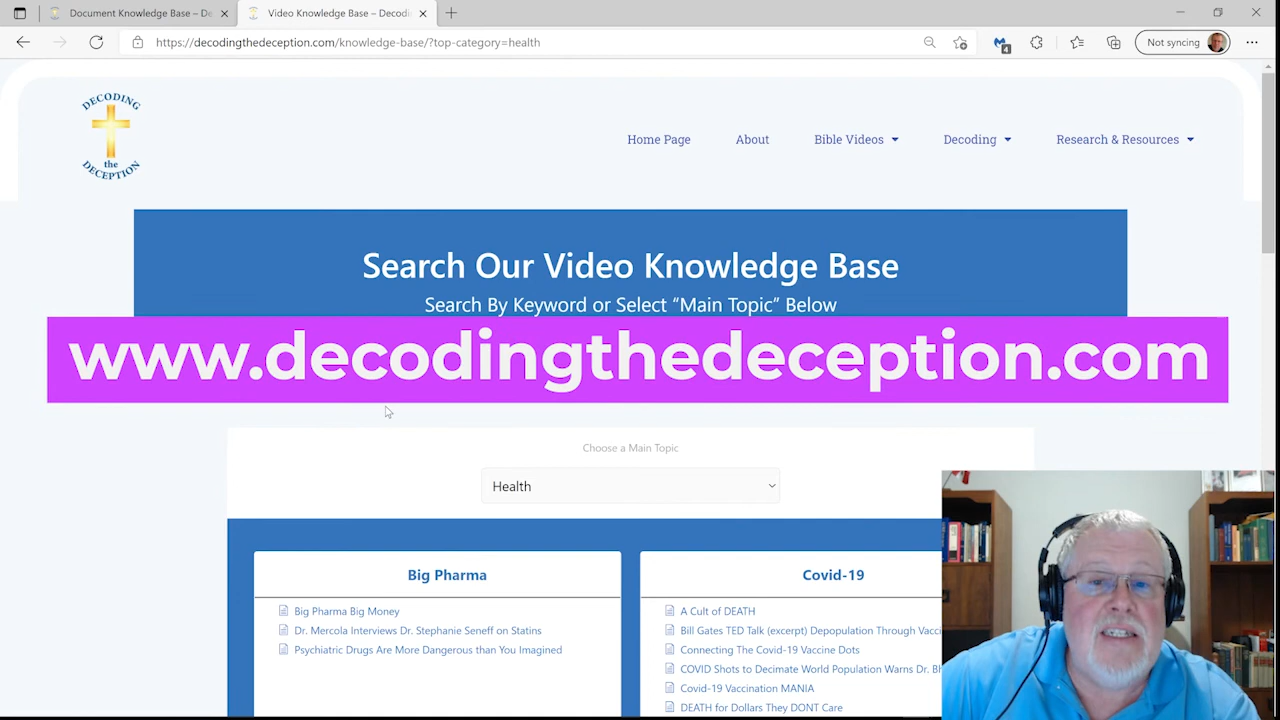 Document Knowledge Base – De
Video Knowledge Base – Decodi
https://decodingthedeception.com/knowledge-base/?top-category=health
4
Not syncing
DECODING
the
DECEPTION
Home Page
About
Bible Videos
Decoding
Research & Resources
Search Our Video Knowledge Base
Search By Keyword or Select “Main Topic” Below
www.decodingthedeception.com
Choose a Main Topic
Health
Big Pharma
Big Pharma Big Money
Dr. Mercola Interviews Dr. Stephanie Seneff on Statins
Psychiatric Drugs Are More Dangerous than You Imagined
Covid-19
A Cult of DEATH
Bill Gates TED Talk (excerpt) Depopulation Through Vacci
Connecting The Covid-19 Vaccine Dots
COVID Shots to Decimate World Population Warns Dr. Bh
Covid-19 Vaccination MANIA
DEATH for Dollars They DONT Care